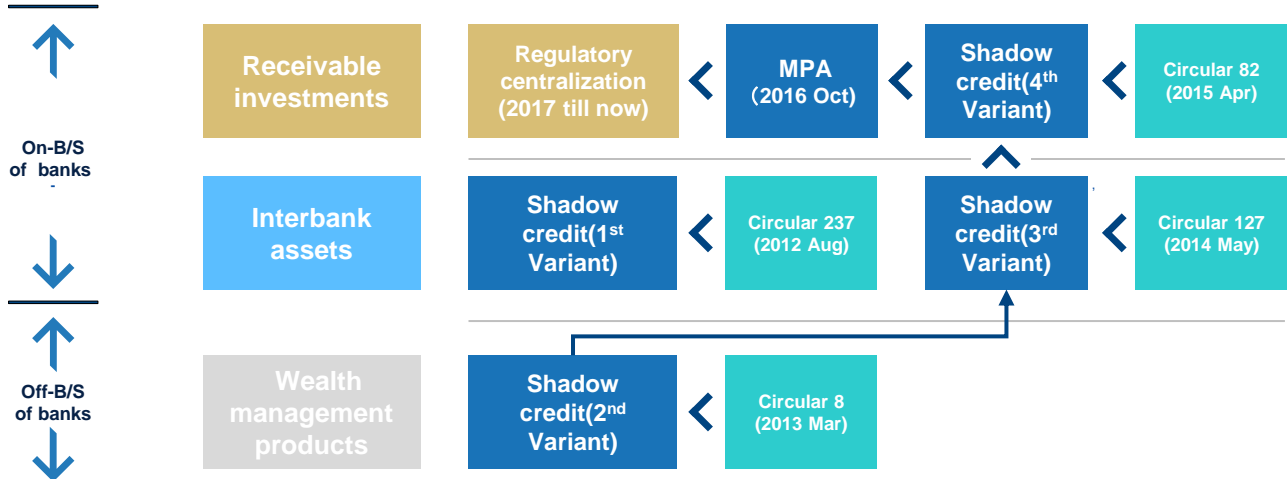 On-B/S
of banks
-
Receivable
investments
Regulatory
centralization
(2017 till now)
MPA
（2016 Oct)
Shadow
credit(4th
Variant)
Circular 82
(2015 Apr)
Interbank
assets
Shadow
credit(1st
Variant)
Circular 237
(2012 Aug)
Shadow
credit(3rd
Variant)
,
Circular 127
(2014 May)
Off-B/S
of banks
Wealth
management
products
Shadow
credit(2nd
Variant)
Circular 8
(2013 Mar)